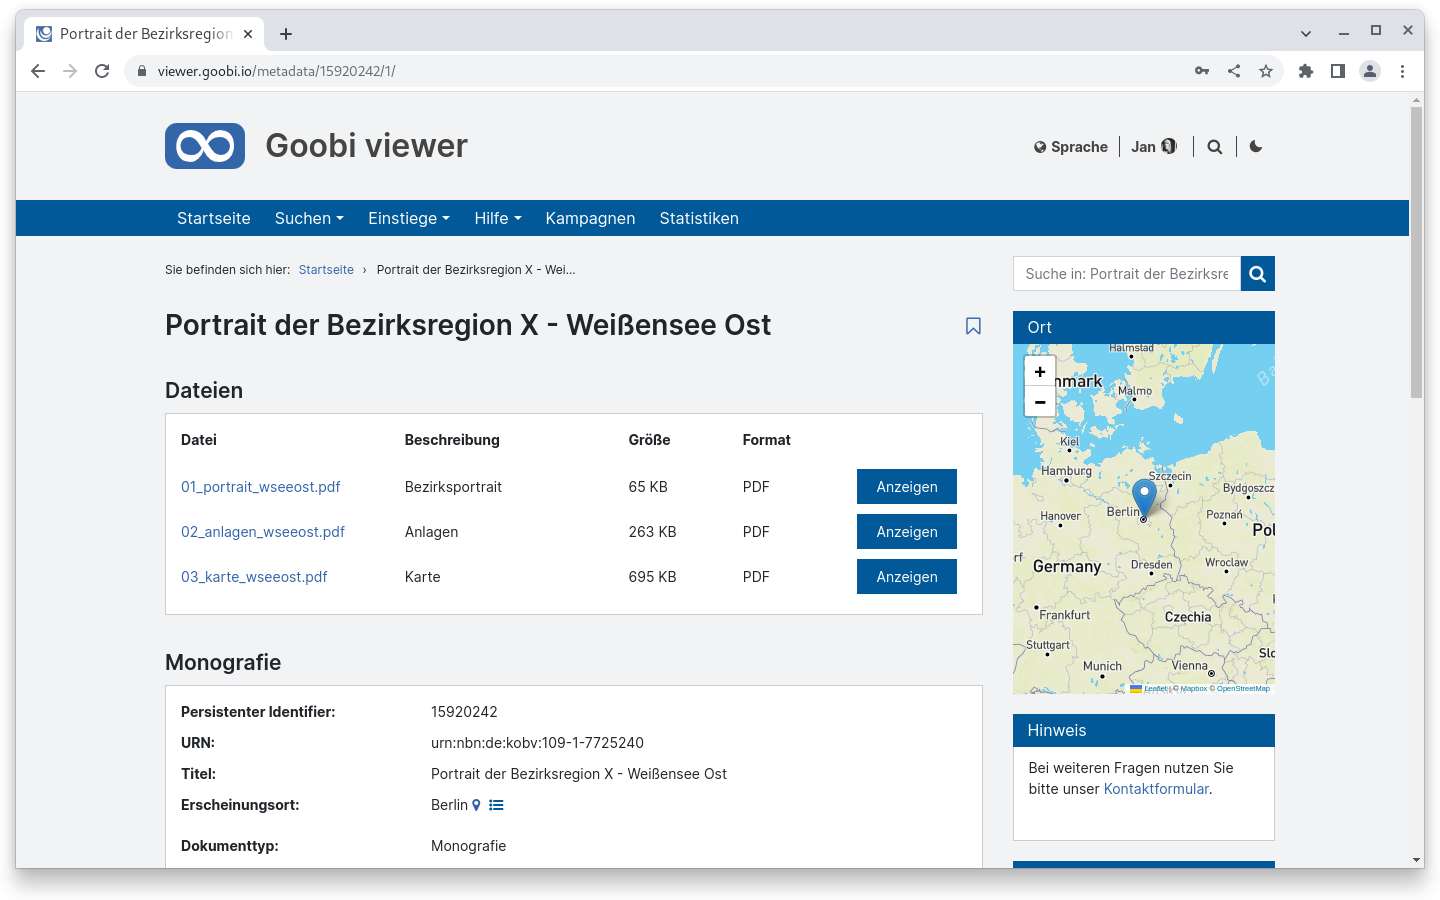 Portrait der Bezirksregion
viewer.goobi.io/metadata/15920242/1/
Goobi viewer
Sprache
Jan
Startseite
Suchen
Einstiege
Hilfe
Kampagnen
Statistiken
Sie befinden sich hier: Startseite › Portrait der Bezirksregion X - Wei...
Portrait der Bezirksregion X - Weißensee Ost
Dateien
Datei Beschreibung Größe Format
01_portrait_wseeost.pdf Bezirksportrait 65 KB PDF Anzeigen
02_anlagen_wseeost.pdf Anlagen 263 KB PDF Anzeigen
03_karte_wseeost.pdf Karte 695 KB PDF Anzeigen
Monografie
Persistenter Identifier: 15920242
URN: urn:nbn:de:kobv:109-1-7725240
Titel: Portrait der Bezirksregion X - Weißensee Ost
Erscheinungsort: Berlin
Dokumenttyp: Monografie
Suche in: Portrait der Bezirksre
Ort
+
−
Halmstad
nmark
Malmo
Ba
Kiel
Hamburg
Szczecin
Bydgoszcz
Berlin
Hanover
Poznań
Pol
rf
Germany
Dresden
Wroclaw
Frankfurt
Czechia
Stuttgart
Slo
Munich
Vienna
Leaflet | © Mapbox © OpenStreetMap
Hinweis
Bei weiteren Fragen nutzen Sie
bitte unser Kontaktformular.